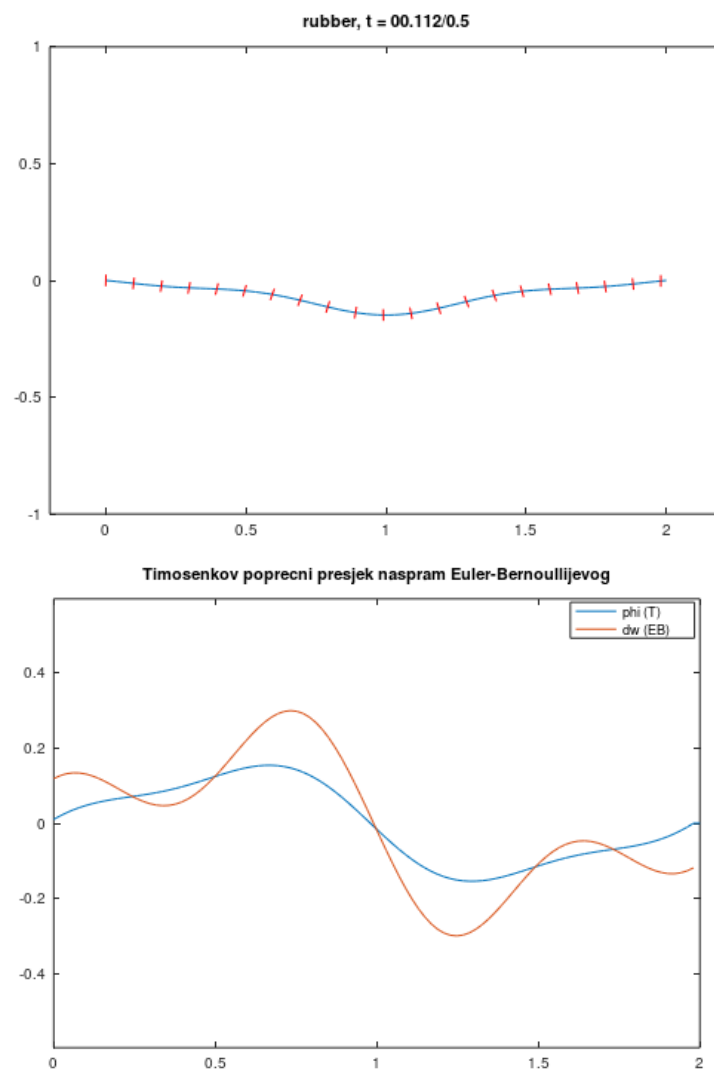 rubber, t = 00.112/0.5
1
0.5
0
-0.5
-1
0 0.5 1 1.5 2
Timosenkov poprecni presjek naspram Euler-Bernoullijevog
phi (T)
dw (EB)
0.4
0.2
0
-0.2
-0.4
0 0.5 1 1.5 2